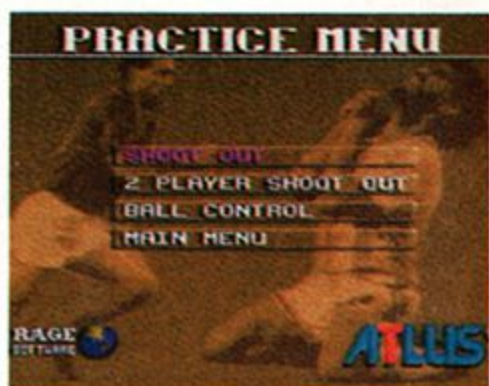 PRACTICE MENU
SHOOT OUT
2 PLAYER SHOOT OUT
BALL CONTROL
MAIN MENU
RAGE
SOFTWARE
ATLUS